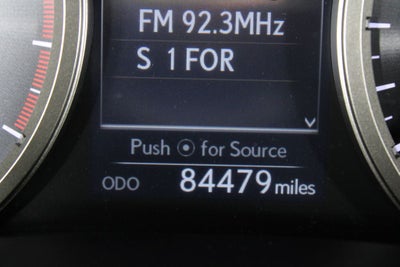 FM 92.3MHz
S 1 FOR
Push for Source
ODO 84479 miles